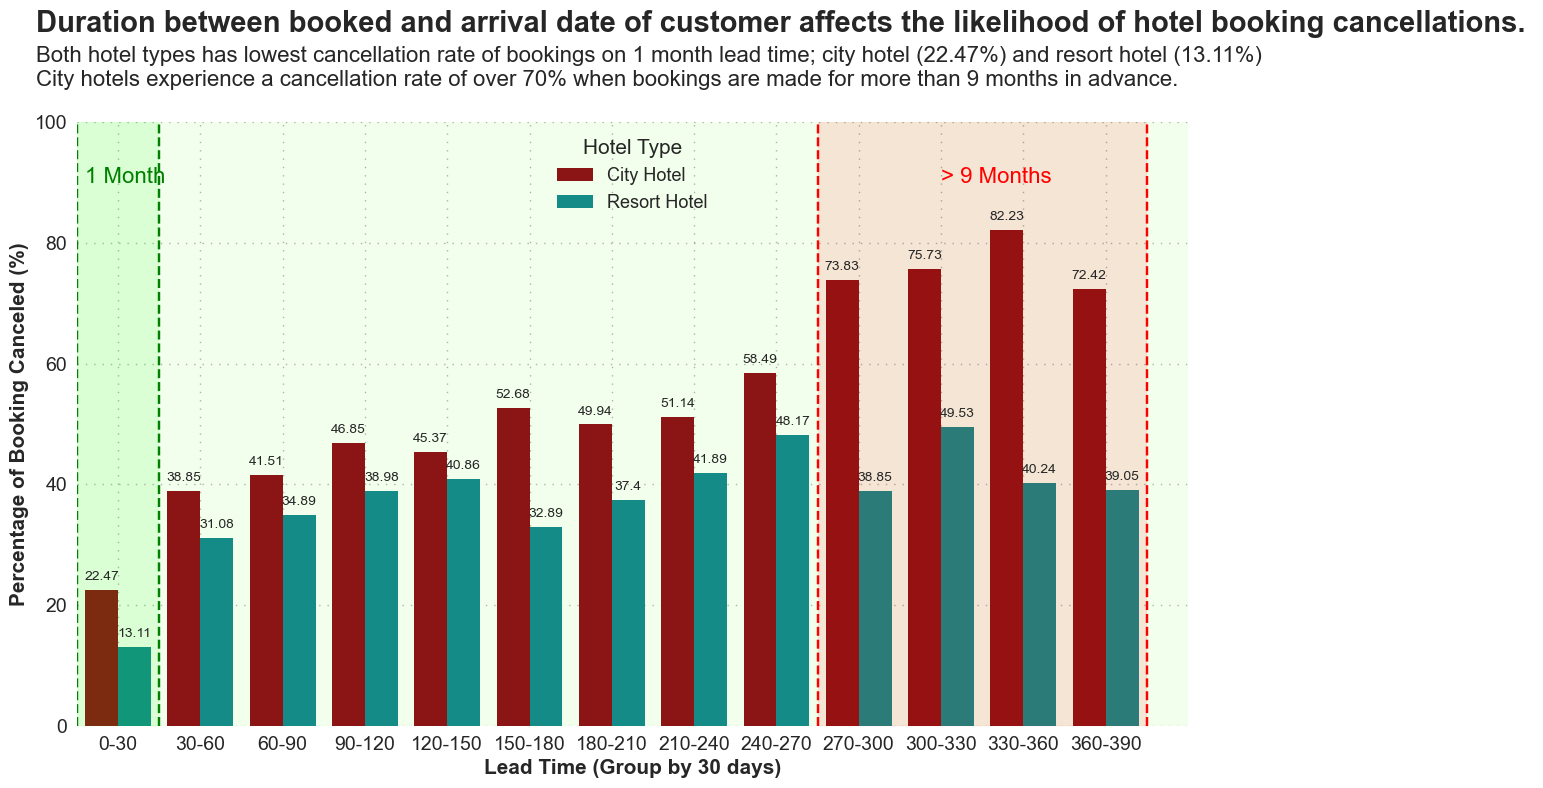 Duration between booked and arrival date of customer affects the likelihood of hotel booking cancellations.
Both hotel types has lowest cancellation rate of bookings on 1 month lead time; city hotel (22.47%) and resort hotel (13.11%)
City hotels experience a cancellation rate of over 70% when bookings are made for more than 9 months in advance.
Percentage of Booking Canceled (%)
100
80
60
40
20
0
1 Month
Hotel Type
City Hotel
Resort Hotel
> 9 Months
22.47
13.11
38.85
31.08
41.51
34.89
46.85
38.98
45.37
40.86
52.68
32.89
49.94
37.4
51.14
41.89
58.49
48.17
73.83
38.85
75.73
49.53
82.23
40.24
72.42
39.05
0-30 30-60 60-90 90-120 120-150 150-180 180-210 210-240 240-270 270-300 300-330 330-360 360-390
Lead Time (Group by 30 days)